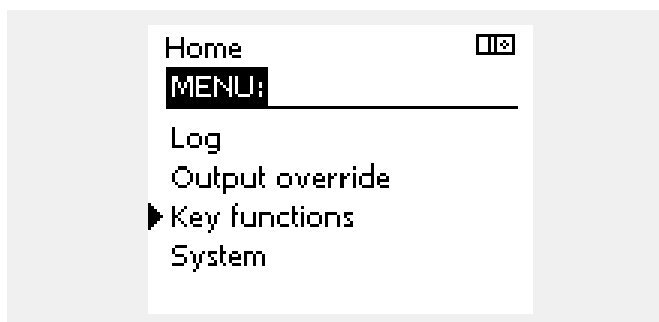 Home
MENU:
Log
Output override
Key functions
System